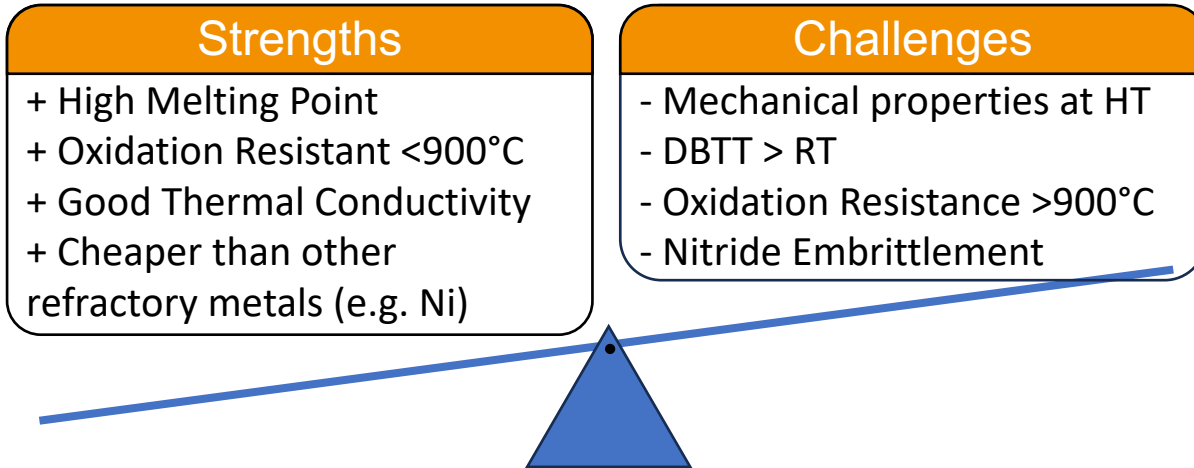 Strengths
+ High Melting Point
+ Oxidation Resistant <900°C
+ Good Thermal Conductivity
+ Cheaper than other
refractory metals (e.g. Ni)
Challenges
- Mechanical properties at HT
- DBTT > RT
- Oxidation Resistance >900°C
- Nitride Embrittlement